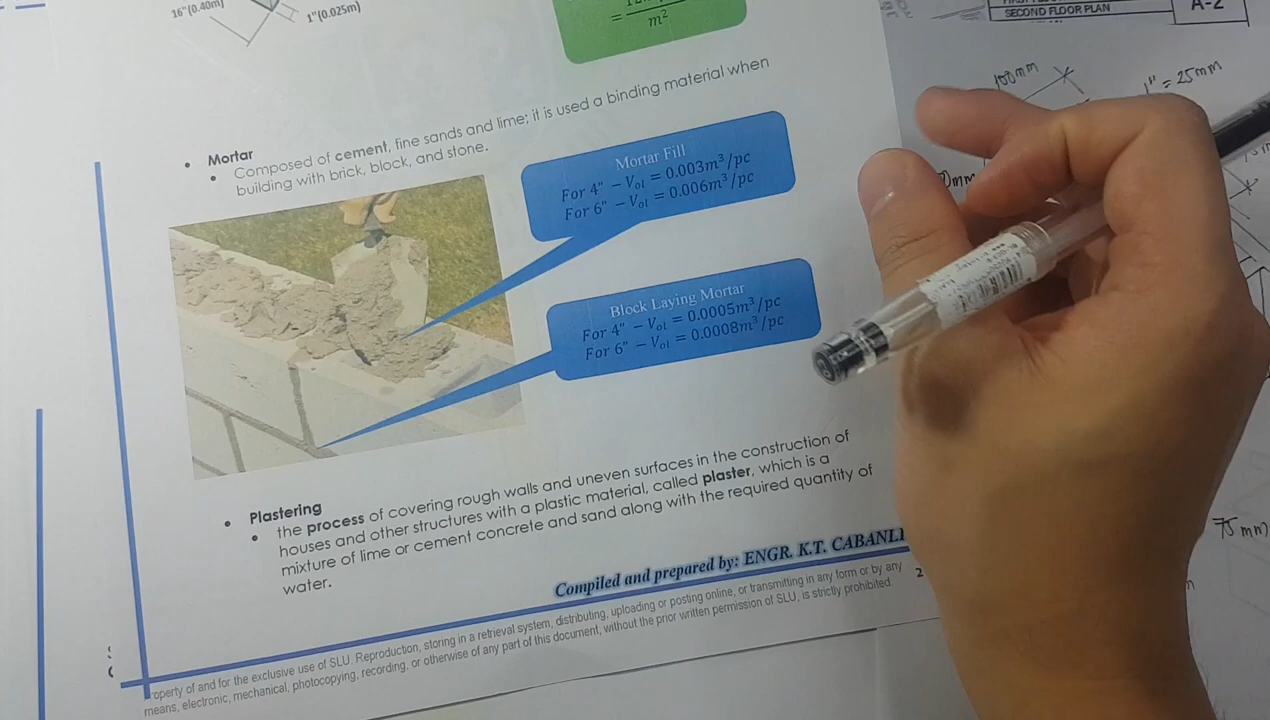 16"(0.40m)
1"(0.025m)
=
m²
SECOND FLOOR PLAN
A-2
100mm
1" = 25mm
• Mortar
• Composed of cement, fine sands and lime; it is used a binding material when
building with brick, block, and stone.
Mortar Fill
For 4" – Vol = 0.003m³/pc
For 6" – Vol = 0.006m³/pc
Block Laying Mortar
For 4" – Vol = 0.0005m³/pc
For 6" – Vol = 0.0008m³/pc
• Plastering
• the process of covering rough walls and uneven surfaces in the construction of
houses and other structures with a plastic material, called plaster, which is a
mixture of lime or cement concrete and sand along with the required quantity of
water.
75 mm
Compiled and prepared by: ENGR. K.T. CABANLI
2
roperty of and for the exclusive use of SLU. Reproduction, storing in a retrieval system, distributing, uploading or posting online, or transmitting in any form or by any
means, electronic, mechanical, photocopying, recording, or otherwise of any part of this document, without the prior written permission of SLU, is strictly prohibited.